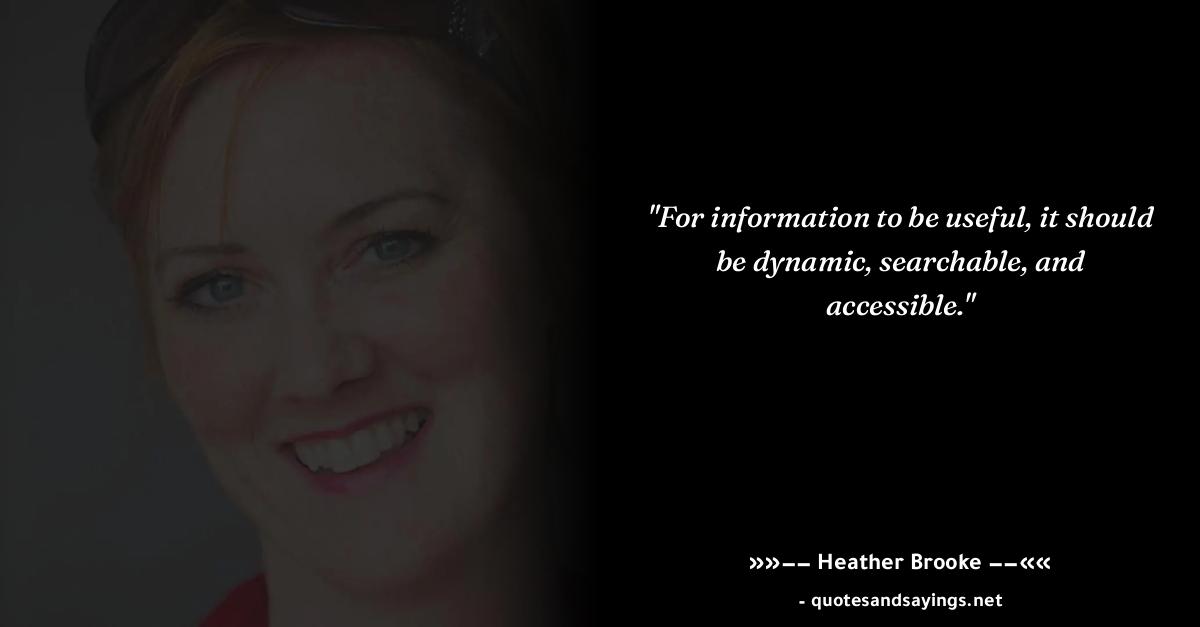 "For information to be useful, it should
be dynamic, searchable, and
accessible."
»»–– Heather Brooke ––««
- quotesandsayings.net